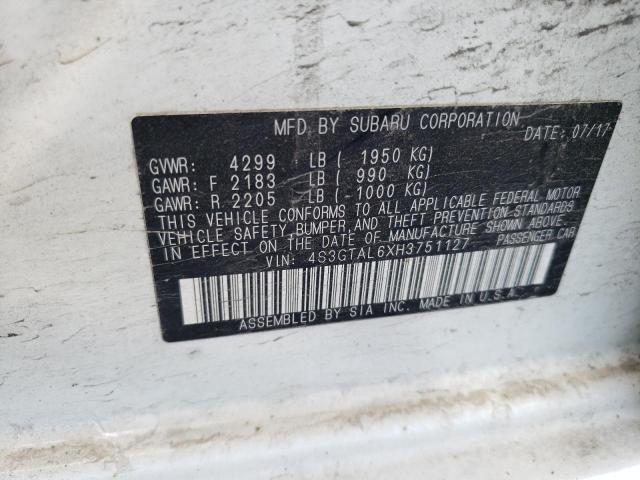 MFD. BY SUBARU CORPORATION DATE: 07/17
GVWR: 4299 LB ( 1950 KG)
GAWR: F 2183 LB ( 990 KG)
GAWR: R 2205 LB ( 1000 KG)
THIS VEHICLE CONFORMS TO ALL APPLICABLE FEDERAL MOTOR
VEHICLE SAFETY, BUMPER, AND THEFT PREVENTION STANDARDS
IN EFFECT ON THE DATE OF MANUFACTURE SHOWN ABOVE.
VIN: 4S3GTAL6XH3751127 PASSENGER CAR
ASSEMBLED BY SIA INC. MADE IN U.S.A.